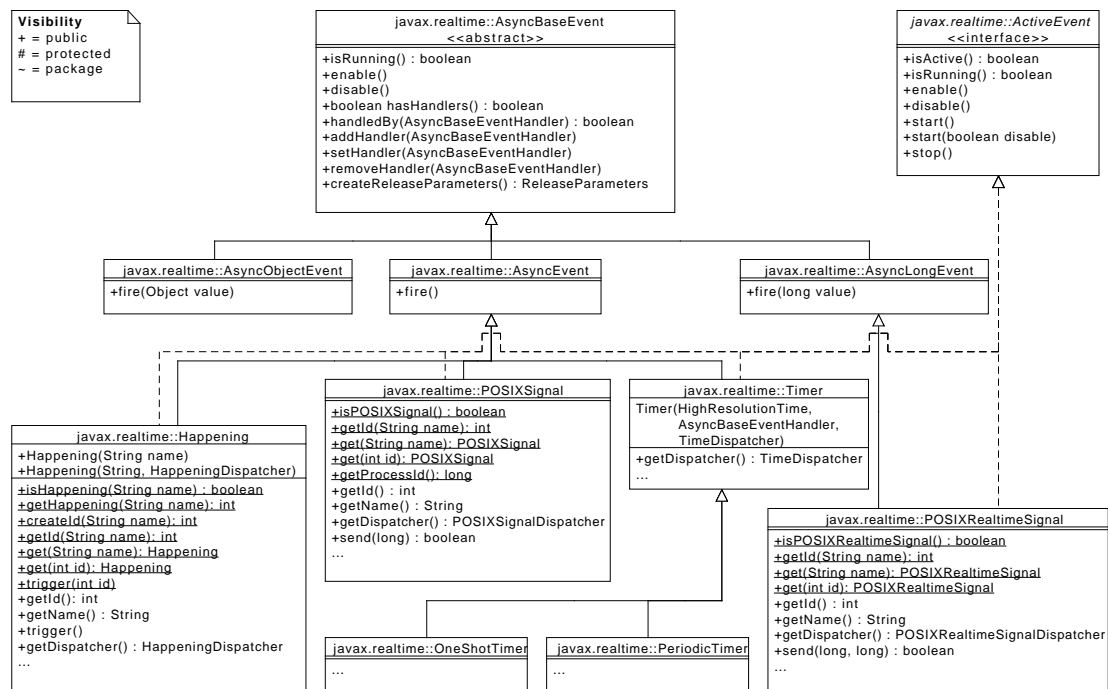 Visibility
+ = public
# = protected
~ = package
javax.realtime::AsyncBaseEvent
<<abstract>>
+isRunning() : boolean
+enable()
+disable()
+boolean hasHandlers() : boolean
+handledBy(AsyncBaseEventHandler) : boolean
+addHandler(AsyncBaseEventHandler)
+setHandler(AsyncBaseEventHandler)
+removeHandler(AsyncBaseEventHandler)
+createReleaseParameters() : ReleaseParameters
javax.realtime::ActiveEvent
<<interface>>
+isActive() : boolean
+isRunning() : boolean
+enable()
+disable()
+start()
+start(boolean disable)
+stop()
javax.realtime::AsyncObjectEvent
+fire(Object value)
javax.realtime::AsyncEvent
+fire()
javax.realtime::AsyncLongEvent
+fire(long value)
javax.realtime::Happening
+Happening(String name)
+Happening(String, HappeningDispatcher)
+isHappening(String name) : boolean
+getHappening(String name): int
+createId(String name): int
+getId(String name): int
+get(String name): Happening
+get(int id): Happening
+trigger(int id)
+getId(): int
+getName() : String
+trigger()
+getDispatcher() : HappeningDispatcher
...
javax.realtime::POSIXSignal
+isPOSIXSignal() : boolean
+getId(String name): int
+get(String name): POSIXSignal
+get(int id): POSIXSignal
+getProcessId(): long
+getId() : int
+getName() : String
+getDispatcher() : POSIXSignalDispatcher
+send(long) : boolean
...
javax.realtime::Timer
Timer(HighResolutionTime,
AsyncBaseEventHandler,
TimeDispatcher)
+getDispatcher() : TimeDispatcher
...
javax.realtime::POSIXRealtimeSignal
+isPOSIXRealtimeSignal() : boolean
+getId(String name): int
+get(String name): POSIXRealtimeSignal
+get(int id): POSIXRealtimeSignal
+getId() : int
+getName() : String
+getDispatcher() : POSIXRealtimeSignalDispatcher
+send(long, long) : boolean
...
javax.realtime::OneShotTimer
...
javax.realtime::PeriodicTimer
...